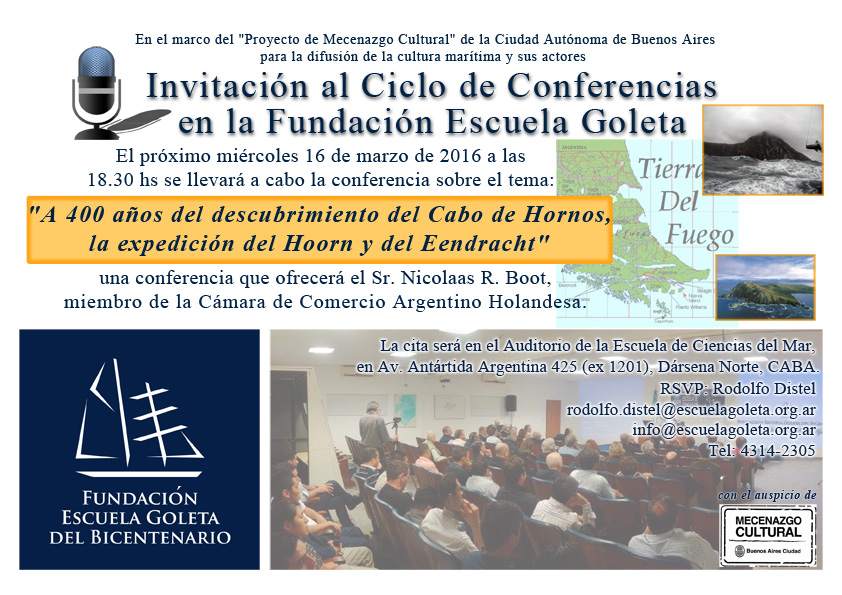 En el marco del "Proyecto de Mecenazgo Cultural" de la Ciudad Autónoma de Buenos Aires
para la difusión de la cultura marítima y sus actores
Invitación al Ciclo de Conferencias
en la Fundación Escuela Goleta
El próximo miércoles 16 de marzo de 2016 a las
18.30 hs se llevará a cabo la conferencia sobre el tema:
ARGENTINA
Tierra
Del
Fuego
"A 400 años del descubrimiento del Cabo de Hornos,
la expedición del Hoorn y del Eendracht"
una conferencia que ofrecerá el Sr. Nicolaas R. Boot,
miembro de la Cámara de Comercio Argentino Holandesa.
Puerto Williams
La cita será en el Auditorio de la Escuela de Ciencias del Mar,
en Av. Antártida Argentina 425 (ex 1201), Dársena Norte, CABA.
RSVP: Rodolfo Distel
rodolfo.distel@escuelagoleta.org.ar
info@escuelagoleta.org.ar
Tel: 4314-2305
FUNDACIÓN
ESCUELA GOLETA
DEL BICENTENARIO
con el auspicio de
MECENAZGO
CULTURAL
Buenos Aires Ciudad